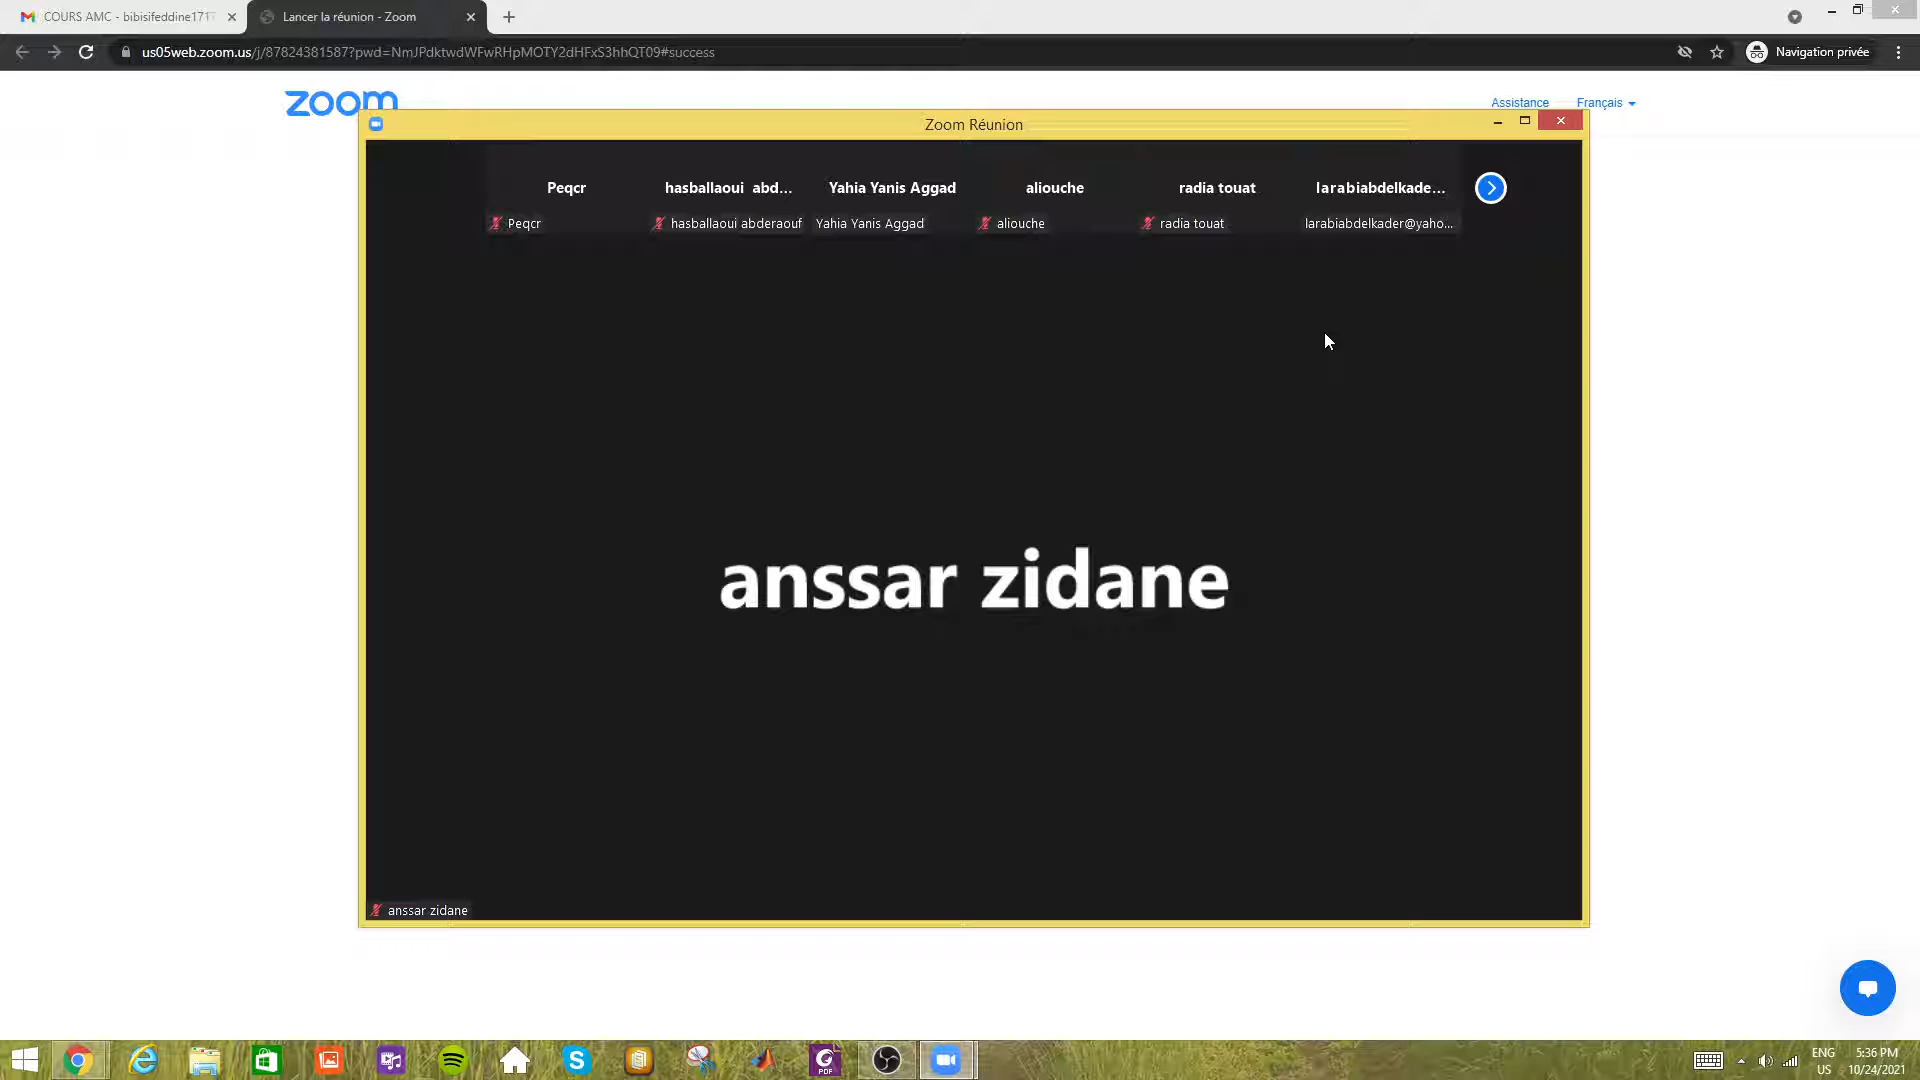 COURS AMC - bibisifeddine171
Lancer la réunion - Zoom
us05web.zoom.us/j/87824381587?pwd=NmJPdktwdWFwRHpMOTY2dHFxS3hhQT09#success
Navigation privée
zoom
Assistance
Français
Zoom Réunion
Peqcr
hasballaoui abd...
Yahia Yanis Aggad
aliouche
radia touat
larabiabdelkade...
Peqcr
hasballaoui abderaouf
Yahia Yanis Aggad
aliouche
radia touat
larabiabdelkader@yaho...
anssar zidane
anssar zidane
PDF
ENG
US
5:36 PM
10/24/2021